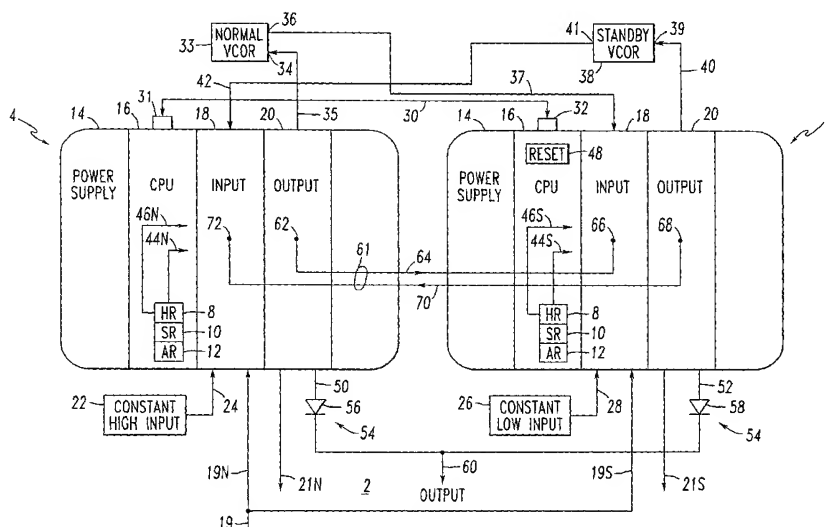 33
NORMAL
VCOR
36
34
41
STANDBY
VCOR
39
38
42
37
40
31
35
30
32
4
14
16
18
20
14
16
18
20
POWER
SUPPLY
CPU
INPUT
OUTPUT
POWER
SUPPLY
RESET
48
CPU
INPUT
OUTPUT
46N
44N
72
62
61
64
46S
44S
66
68
70
HR
8
SR
10
AR
12
HR
8
SR
10
AR
12
22
CONSTANT
HIGH INPUT
24
50
56
54
26
CONSTANT
LOW INPUT
28
52
58
54
19N
21N
2
60
OUTPUT
19S
21S
19